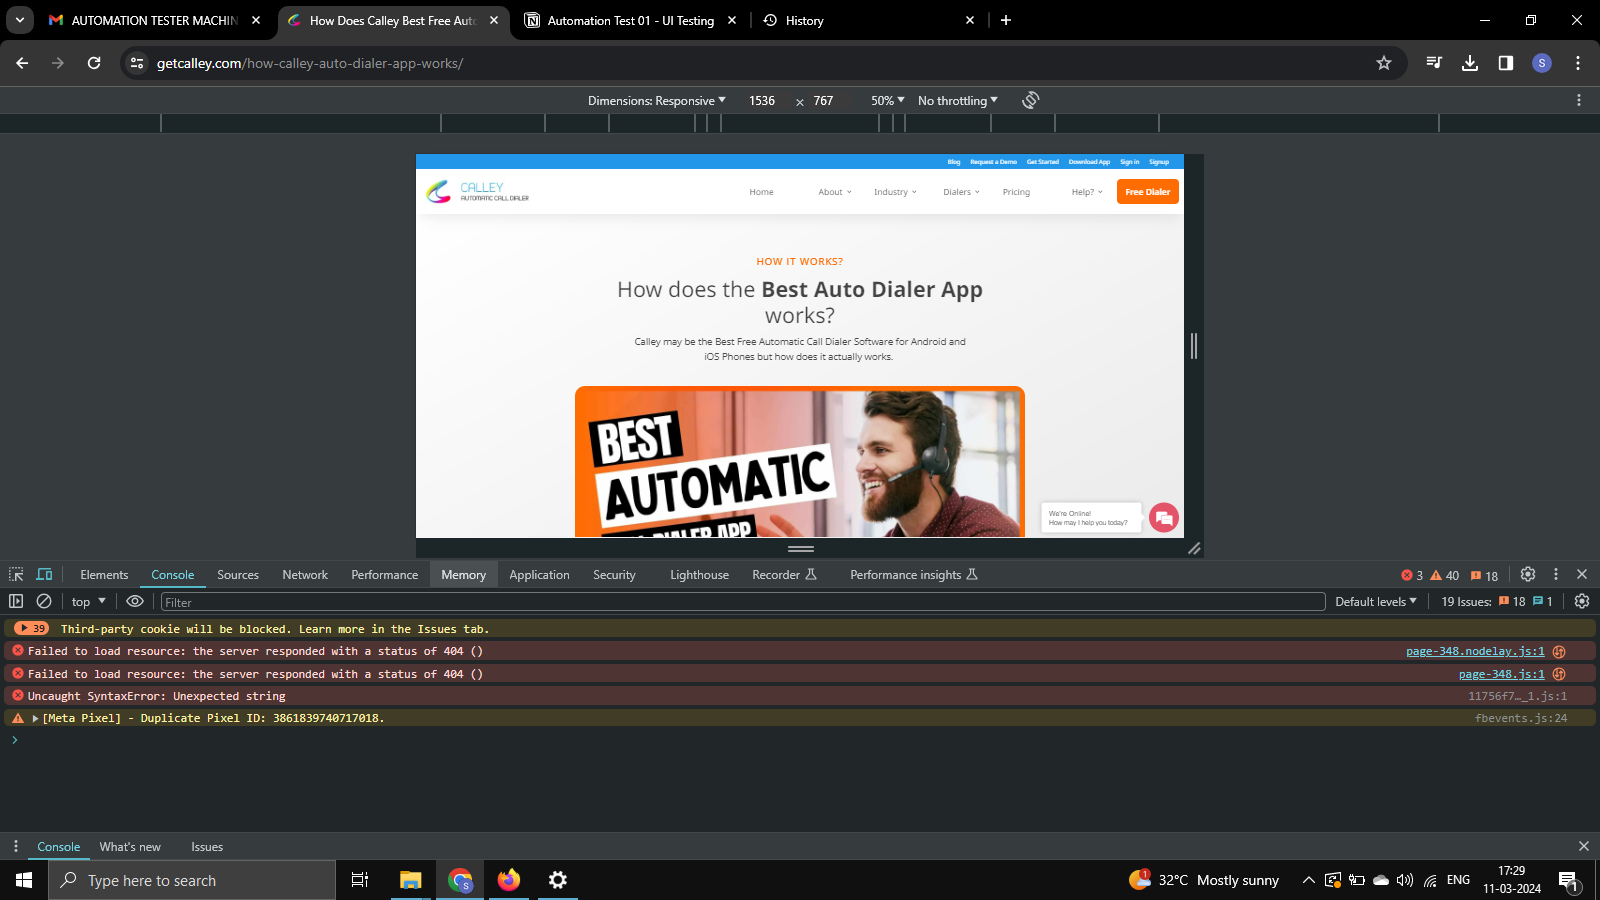 AUTOMATION TESTER MACHIN
How Does Calley Best Free Auto
Automation Test 01 - UI Testing
History
getcalley.com/how-calley-auto-dialer-app-works/
S
Dimensions: Responsive 1536 × 767 50% No throttling
Blog Request a Demo Get Started Download App Sign in Signup
CALLEY
AUTOMATIC CALL DIALER
Home About Industry Dialers Pricing Help? Free Dialer
HOW IT WORKS?
How does the Best Auto Dialer App
works?
Calley may be the Best Free Automatic Call Dialer Software for Android and
iOS Phones but how does it actually works.
BEST
AUTOMATIC
DIALER APP
We're Online!
How may I help you today?
Elements Console Sources Network Performance Memory Application Security Lighthouse Recorder Performance insights 3 40 18
top Filter Default levels 19 Issues: 18 1
39 Third-party cookie will be blocked. Learn more in the Issues tab.
Failed to load resource: the server responded with a status of 404 () page-348.nodelay.js:1
Failed to load resource: the server responded with a status of 404 () page-348.js:1
Uncaught SyntaxError: Unexpected string 11756f7…_1.js:1
[Meta Pixel] - Duplicate Pixel ID: 3861839740717018. fbevents.js:24
Console What's new Issues
Type here to search
S
1
32°C Mostly sunny
ENG
17:29
11-03-2024
1